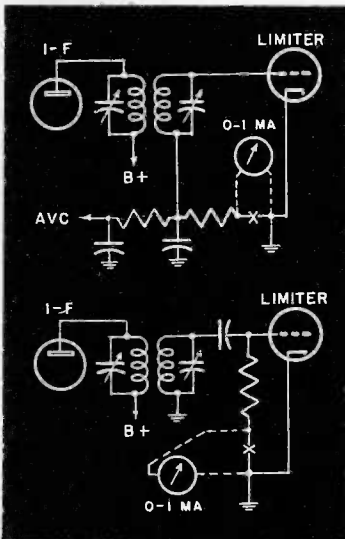 I-F
LIMITER
0-1 MA
B+
AVC
I-F
LIMITER
B+
0-1 MA